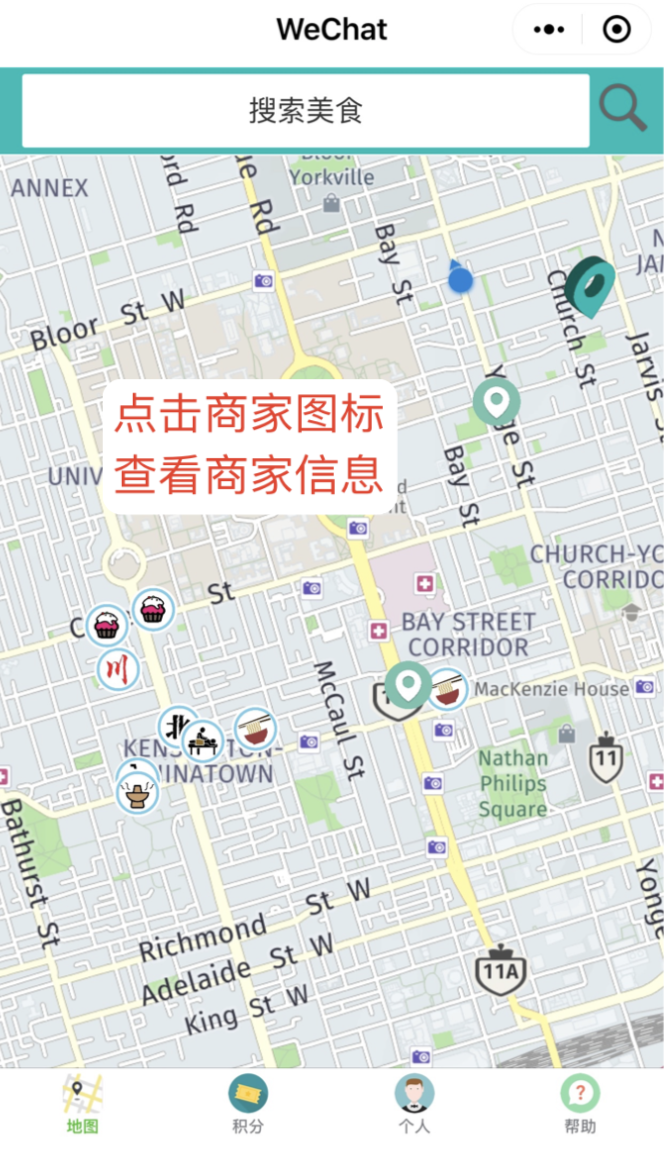 WeChat
搜索美食
ANNEX
Yorkville
Rd
Rd
Bay St
Bloor St W
Church St
Jarvis
点击商家图标
查看商家信息
Bay St
St
CHURCH-YO
CORRIDO
St
BAY STREET
CORRIDOR
川
MacKenzie House
McCaul St
北
11
Nathan
Philips
Square
Bathurst St
Yonge
Richmond St W
Adelaide St W
11A
King St W
地图
积分
个人
?
帮助